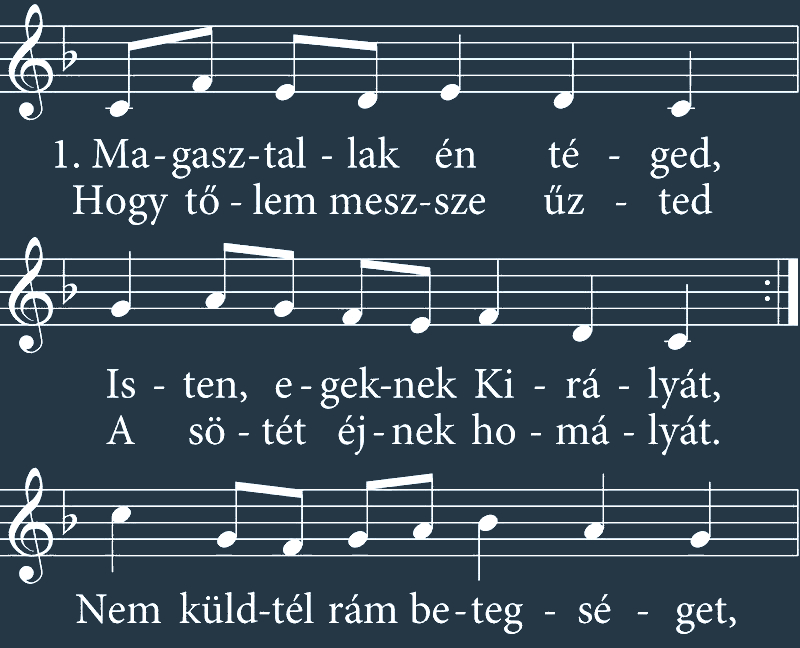 1. Ma-gasz-tal - lak én té - ged,
Hogy tő - lem mesz-sze űz - ted
Is - ten, e - gek-nek Ki - rá - lyát,
A sö - tét éj - nek ho - má - lyát.
Nem küld-tél rám be - teg - sé - get,